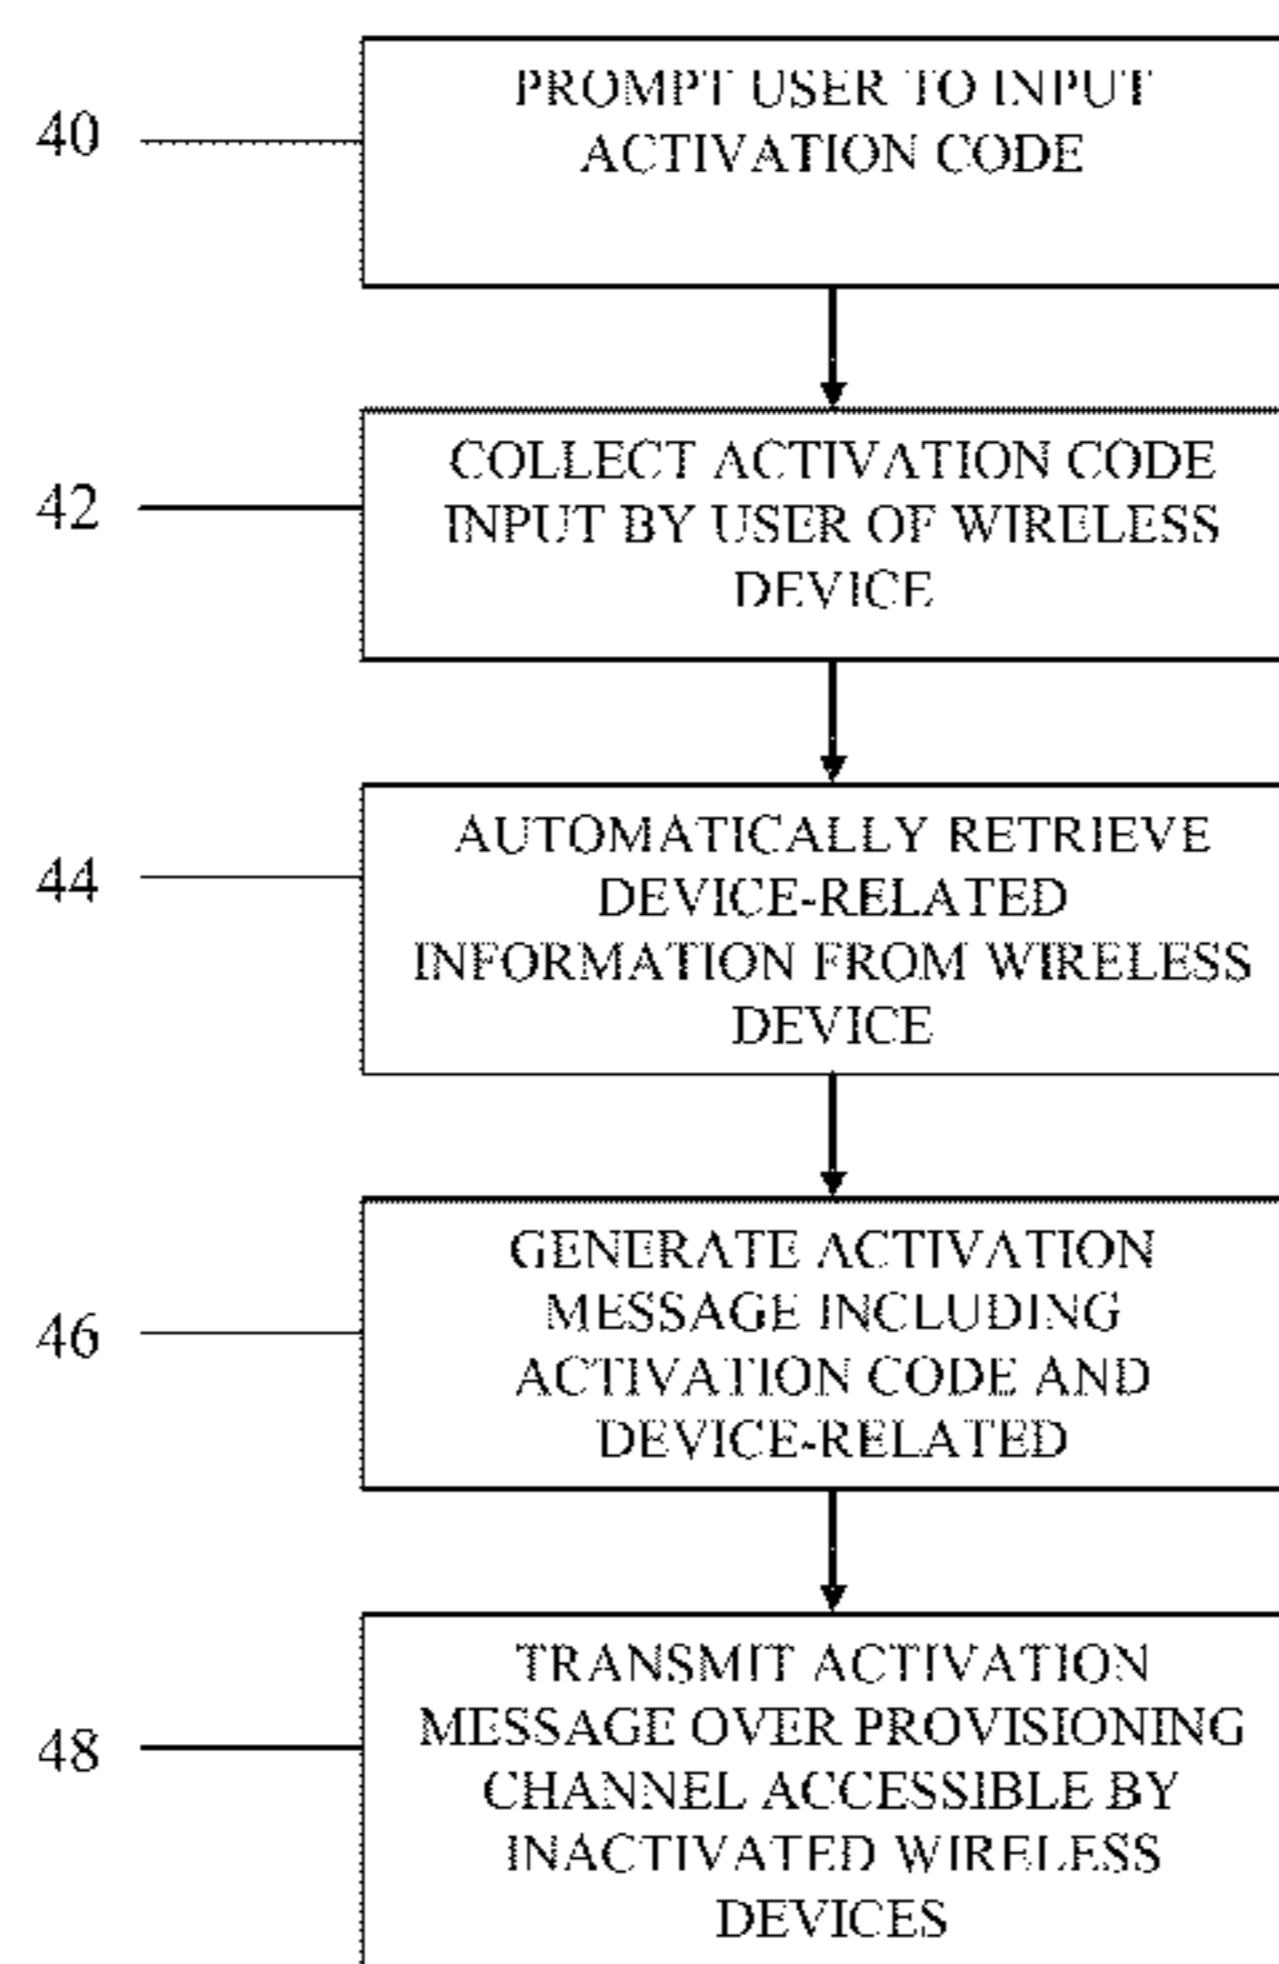 40
PROMPT USER TO INPUT
ACTIVATION CODE
42
COLLECT ACTIVATION CODE
INPUT BY USER OF WIRELESS
DEVICE
44
AUTOMATICALLY RETRIEVE
DEVICE-RELATED
INFORMATION FROM WIRELESS
DEVICE
46
GENERATE ACTIVATION
MESSAGE INCLUDING
ACTIVATION CODE AND
DEVICE-RELATED
48
TRANSMIT ACTIVATION
MESSAGE OVER PROVISIONING
CHANNEL ACCESSIBLE BY
INACTIVATED WIRELESS
DEVICES